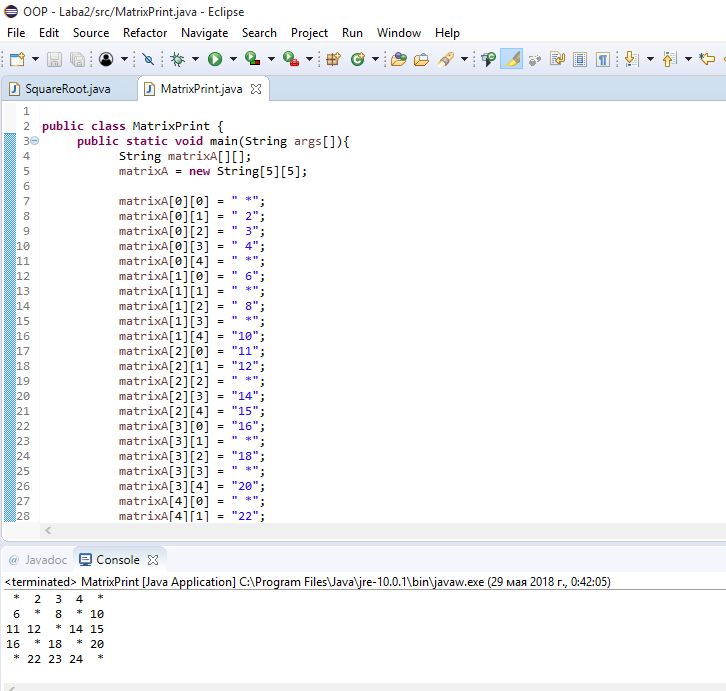 OOP - Laba2/src/MatrixPrint.java - Eclipse
File Edit Source Refactor Navigate Search Project Run Window Help
SquareRoot.java MatrixPrint.java
1
2 public class MatrixPrint {
3 public static void main(String args[]){
4 String matrixA[][];
5 matrixA = new String[5][5];
6
7 matrixA[0][0] = " *";
8 matrixA[0][1] = " 2";
9 matrixA[0][2] = " 3";
10 matrixA[0][3] = " 4";
11 matrixA[0][4] = " *";
12 matrixA[1][0] = " 6";
13 matrixA[1][1] = " *";
14 matrixA[1][2] = " 8";
15 matrixA[1][3] = " *";
16 matrixA[1][4] = "10";
17 matrixA[2][0] = "11";
18 matrixA[2][1] = "12";
19 matrixA[2][2] = " *";
20 matrixA[2][3] = "14";
21 matrixA[2][4] = "15";
22 matrixA[3][0] = "16";
23 matrixA[3][1] = " *";
24 matrixA[3][2] = "18";
25 matrixA[3][3] = " *";
26 matrixA[3][4] = "20";
27 matrixA[4][0] = " *";
28 matrixA[4][1] = "22";
@ Javadoc Console
<terminated> MatrixPrint [Java Application] C:\Program Files\Java\jre-10.0.1\bin\javaw.exe (29 мая 2018 г., 0:42:05)
* 2 3 4 *
6 * 8 * 10
11 12 * 14 15
16 * 18 * 20
* 22 23 24 *